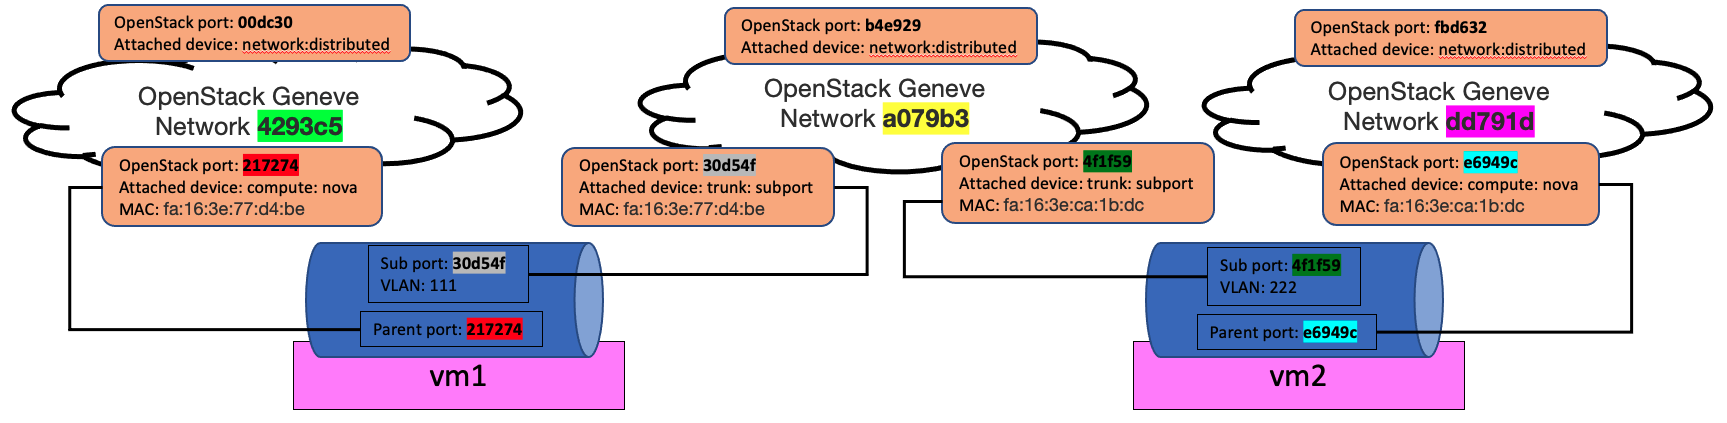 OpenStack port: 00dc30
Attached device: network:distributed
OpenStack Geneve
Network 4293c5
OpenStack port: 217274
Attached device: compute: nova
MAC: fa:16:3e:77:d4:be
OpenStack port: b4e929
Attached device: network:distributed
OpenStack Geneve
Network a079b3
OpenStack port: 30d54f
Attached device: trunk: subport
MAC: fa:16:3e:77:d4:be
OpenStack port: 4f1f59
Attached device: trunk: subport
MAC: fa:16:3e:ca:1b:dc
OpenStack port: fbd632
Attached device: network:distributed
OpenStack Geneve
Network dd791d
OpenStack port: e6949c
Attached device: compute: nova
MAC: fa:16:3e:ca:1b:dc
Sub port: 30d54f
VLAN: 111
Parent port: 217274
vm1
Sub port: 4f1f59
VLAN: 222
Parent port: e6949c
vm2